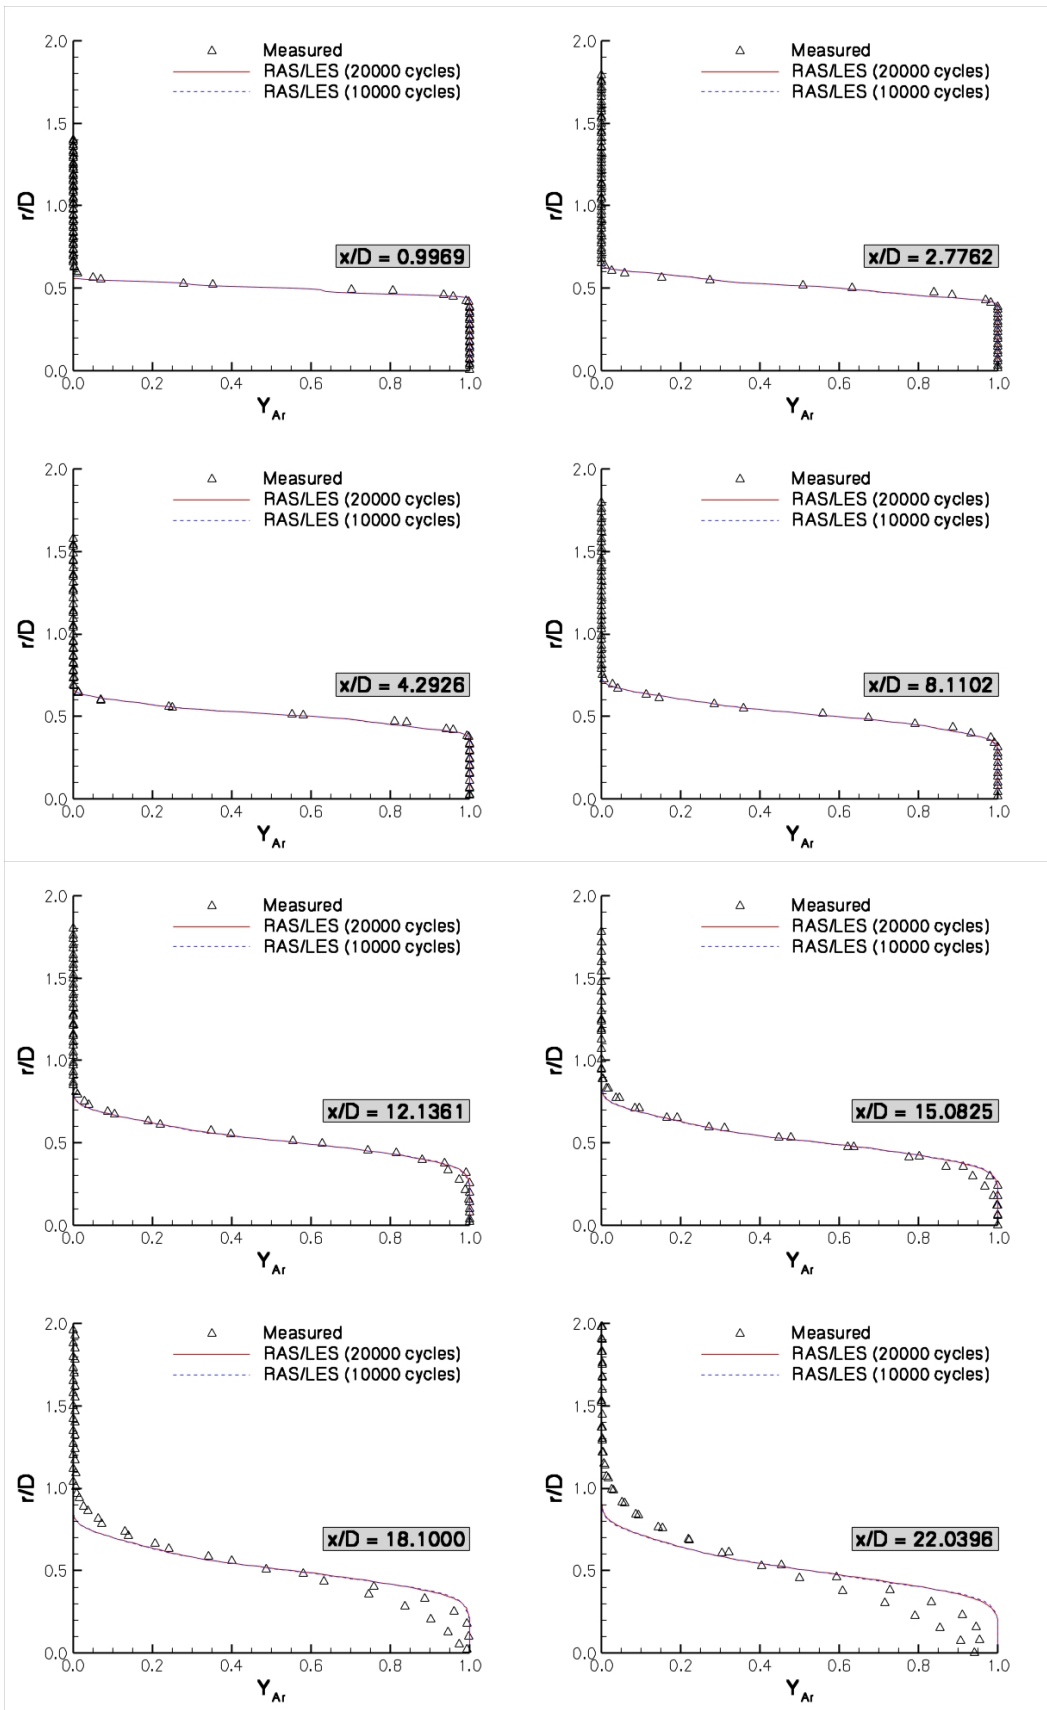 2.0
1.5
1.0
0.5
0.0
r/D
Measured
RAS/LES (20000 cycles)
RAS/LES (10000 cycles)
x/D = 0.9969
0.0 0.2 0.4 0.6 0.8 1.0
Y_Ar
2.0
1.5
1.0
0.5
0.0
r/D
Measured
RAS/LES (20000 cycles)
RAS/LES (10000 cycles)
x/D = 2.7762
0.0 0.2 0.4 0.6 0.8 1.0
Y_Ar
2.0
1.5
1.0
0.5
0.0
r/D
Measured
RAS/LES (20000 cycles)
RAS/LES (10000 cycles)
x/D = 4.2926
0.0 0.2 0.4 0.6 0.8 1.0
Y_Ar
2.0
1.5
1.0
0.5
0.0
r/D
Measured
RAS/LES (20000 cycles)
RAS/LES (10000 cycles)
x/D = 8.1102
0.0 0.2 0.4 0.6 0.8 1.0
Y_Ar
2.0
1.5
1.0
0.5
0.0
r/D
Measured
RAS/LES (20000 cycles)
RAS/LES (10000 cycles)
x/D = 12.1361
0.0 0.2 0.4 0.6 0.8 1.0
Y_Ar
2.0
1.5
1.0
0.5
0.0
r/D
Measured
RAS/LES (20000 cycles)
RAS/LES (10000 cycles)
x/D = 15.0825
0.0 0.2 0.4 0.6 0.8 1.0
Y_Ar
2.0
1.5
1.0
0.5
0.0
r/D
Measured
RAS/LES (20000 cycles)
RAS/LES (10000 cycles)
x/D = 18.1000
0.0 0.2 0.4 0.6 0.8 1.0
Y_Ar
2.0
1.5
1.0
0.5
0.0
r/D
Measured
RAS/LES (20000 cycles)
RAS/LES (10000 cycles)
x/D = 22.0396
0.0 0.2 0.4 0.6 0.8 1.0
Y_Ar